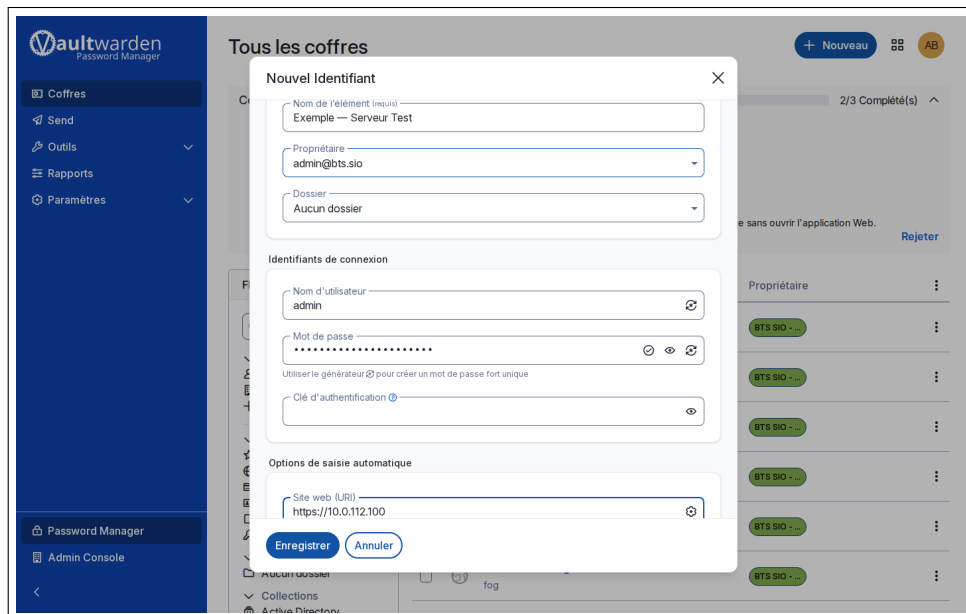 Vaultwarden
Password Manager
Coffres
Send
Outils
Rapports
Paramètres
Password Manager
Admin Console
Tous les coffres
Nouveau
AB
2/3 Complété(s)
e sans ouvrir l'application Web.
Rejeter
Propriétaire
BTS SIO - ...
BTS SIO - ...
BTS SIO - ...
BTS SIO - ...
BTS SIO - ...
BTS SIO - ...
Nouvel Identifiant
Nom de l'élément (requis)
Exemple — Serveur Test
Propriétaire
admin@bts.sio
Dossier
Aucun dossier
Identifiants de connexion
Nom d'utilisateur
admin
Mot de passe
••••••••••••••••••••••
Utiliser le générateur pour créer un mot de passe fort unique
Clé d'authentification
Options de saisie automatique
Site web (URI)
https://10.0.112.100
Enregistrer
Annuler
Aucun dossier
Collections
Active Directory
fog